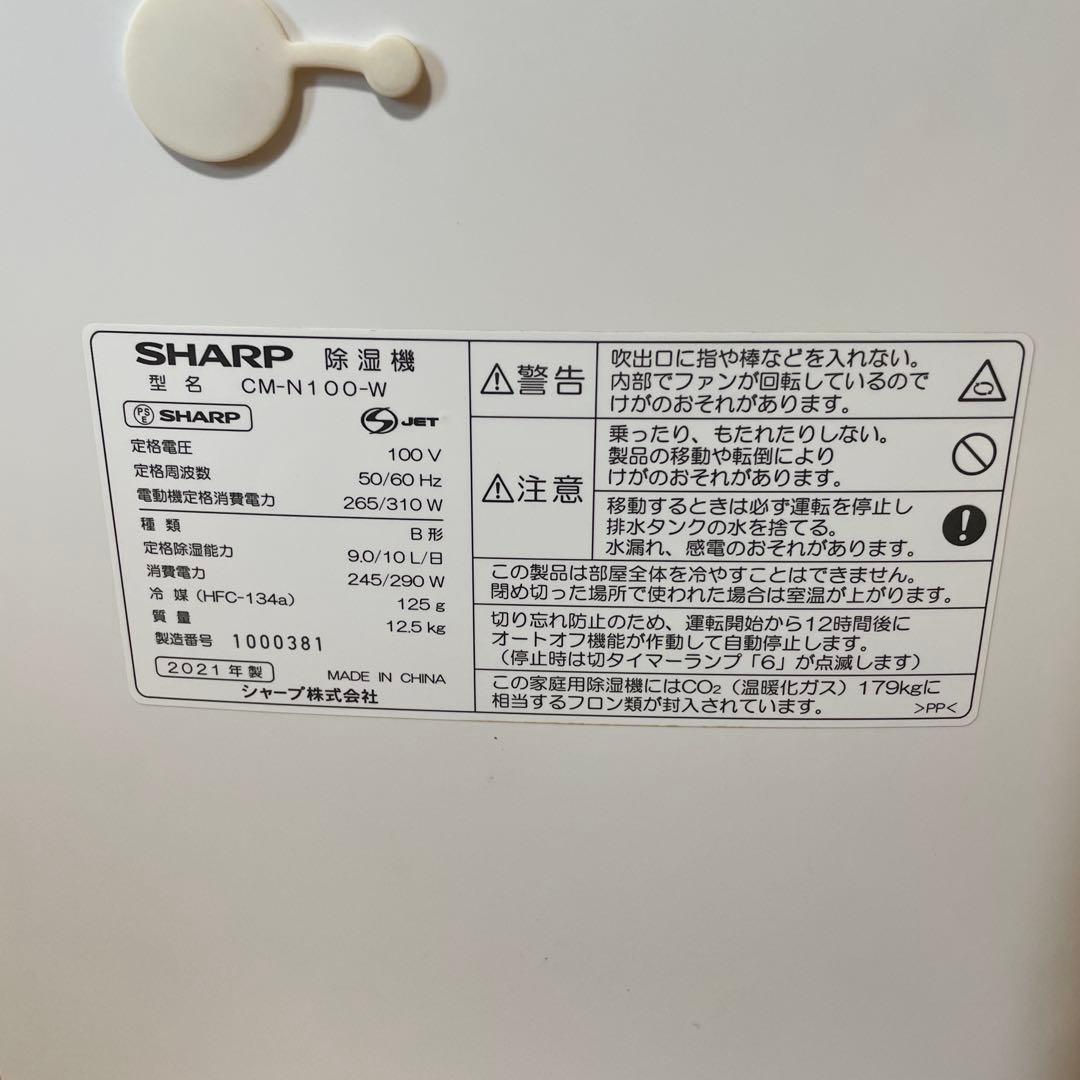 SHARP 除湿機
型名 CM-N100-W
PSE SHARP
S JET
定格電圧 100 V
定格周波数 50/60 Hz
電動機定格消費電力 265/310 W
種類 B形
定格除湿能力 9.0/10 L/日
消費電力 245/290 W
冷媒 (HFC-134a) 125 g
質量 12.5 kg
製造番号 1000381
2021年製
MADE IN CHINA
シャープ株式会社
警告
吹出口に指や棒などを入れない。
内部でファンが回転しているので
けがのおそれがあります。
注意
乗ったり、もたれたりしない。
製品の移動や転倒により
けがのおそれがあります。
移動するときは必ず運転を停止し
排水タンクの水を捨てる。
水漏れ、感電のおそれがあります。
この製品は部屋全体を冷やすことはできません。
閉め切った場所で使われた場合は室温が上がります。
切り忘れ防止のため、運転開始から12時間後に
オートオフ機能が作動して自動停止します。
(停止時は切タイマーランプ「6」が点滅します)
この家庭用除湿機にはCO₂(温暖化ガス)179kgに
相当するフロン類が封入されています。
>PP<